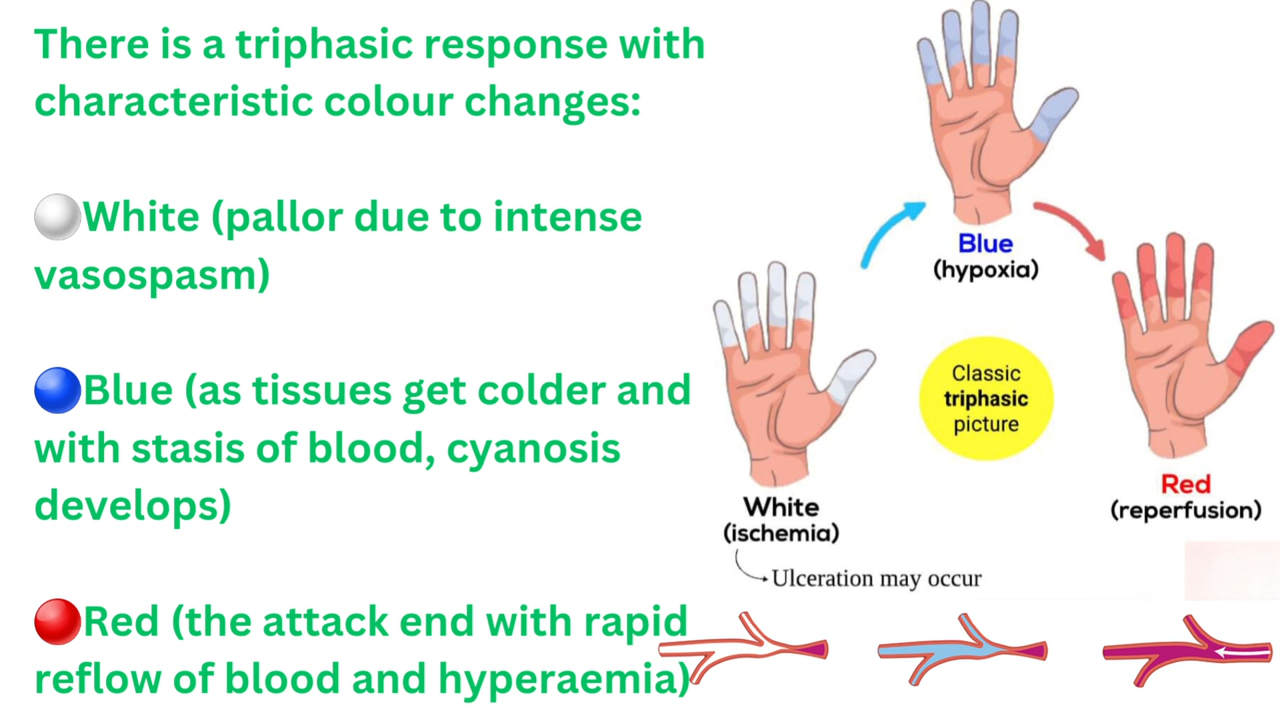 There is a triphasic response with
characteristic colour changes:
White (pallor due to intense
vasospasm)
Blue (as tissues get colder and
with stasis of blood, cyanosis
develops)
Red (the attack end with rapid
reflow of blood and hyperaemia)
Blue
(hypoxia)
Classic
triphasic
picture
White
(ischemia)
Ulceration may occur
Red
(reperfusion)